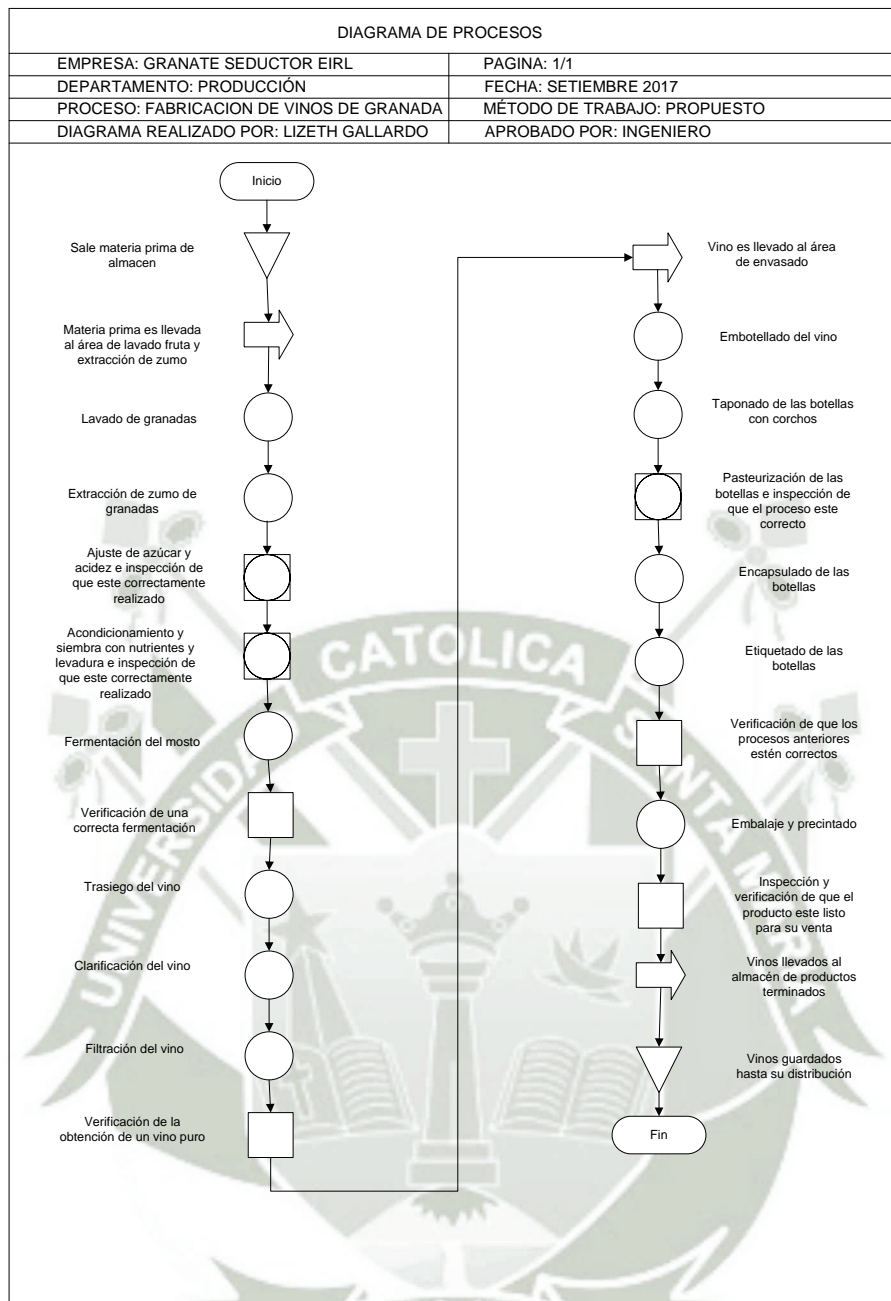 DIAGRAMA DE PROCESOS
EMPRESA: GRANATE SEDUCTOR EIRL
PAGINA: 1/1
DEPARTAMENTO: PRODUCCIÓN
FECHA: SETIEMBRE 2017
PROCESO: FABRICACION DE VINOS DE GRANADA
MÉTODO DE TRABAJO: PROPUESTO
DIAGRAMA REALIZADO POR: LIZETH GALLARDO
APROBADO POR: INGENIERO
Inicio
Sale materia prima de
almacen
Materia prima es llevada
al área de lavado fruta y
extracción de zumo
Lavado de granadas
Extracción de zumo de
granadas
Ajuste de azúcar y
acidez e inspección de
que este correctamente
realizado
Acondicionamiento y
siembra con nutrientes y
levadura e inspección de
que este correctamente
realizado
Fermentación del mosto
Verificación de una
correcta fermentación
Trasiego del vino
Clarificación del vino
Filtración del vino
Verificación de la
obtención de un vino puro
Vino es llevado al área
de envasado
Embotellado del vino
Taponado de las botellas
con corchos
Pasteurización de las
botellas e inspección de
que el proceso este
correcto
Encapsulado de las
botellas
Etiquetado de las
botellas
Verificación de que los
procesos anteriores
estén correctos
Embalaje y precintado
Inspección y
verificación de que el
producto este listo
para su venta
Vinos llevados al
almacén de productos
terminados
Vinos guardados
hasta su distribución
Fin
UNIVERSIDAD CATOLICA SANTA MARIA